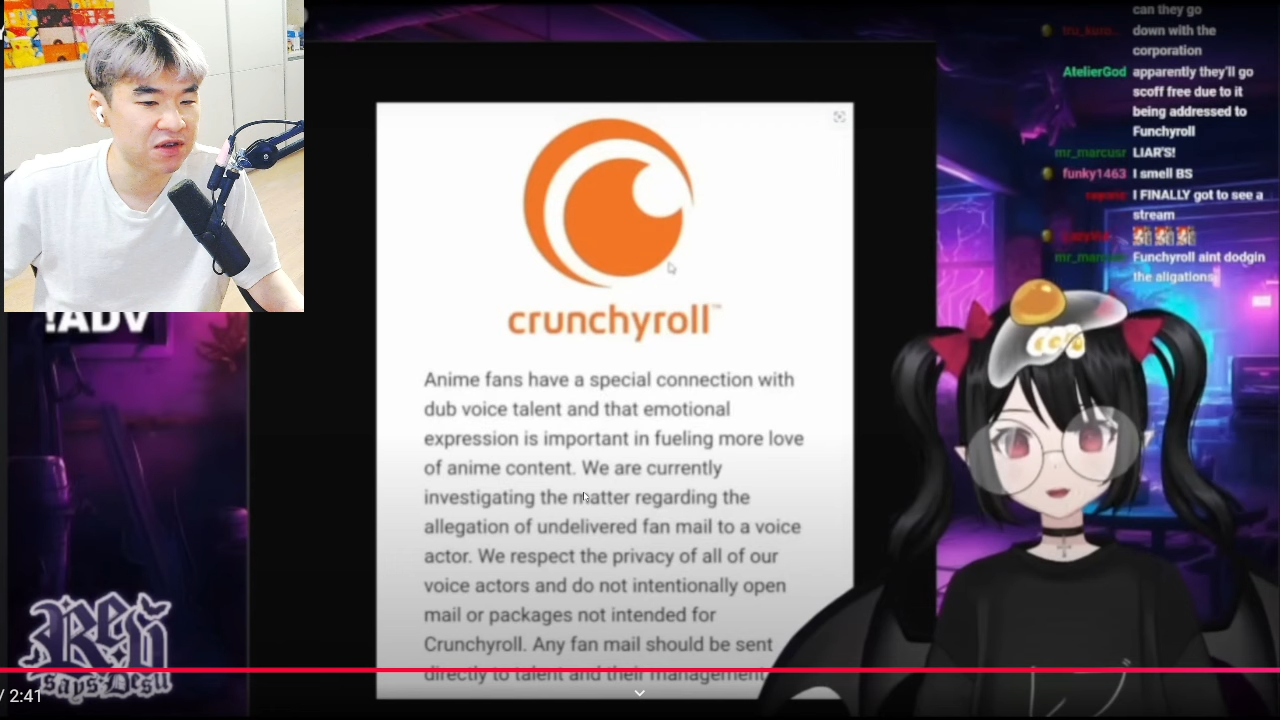 can they go
down with the
corporation
AtelierGod apparently they'll go
scoff free due to it
being addressed to
Funchyroll
mr_marcusr LIAR'S!
funky1463 I smell BS
I FINALLY got to see a
stream
Funchyroll aint dodgin
the aligations
!ADV
crunchyroll™
Anime fans have a special connection with
dub voice talent and that emotional
expression is important in fueling more love
of anime content. We are currently
investigating the matter regarding the
allegation of undelivered fan mail to a voice
actor. We respect the privacy of all of our
voice actors and do not intentionally open
mail or packages not intended for
Crunchyroll. Any fan mail should be sent
directly to talent and their management
says Desu
/ 2:41